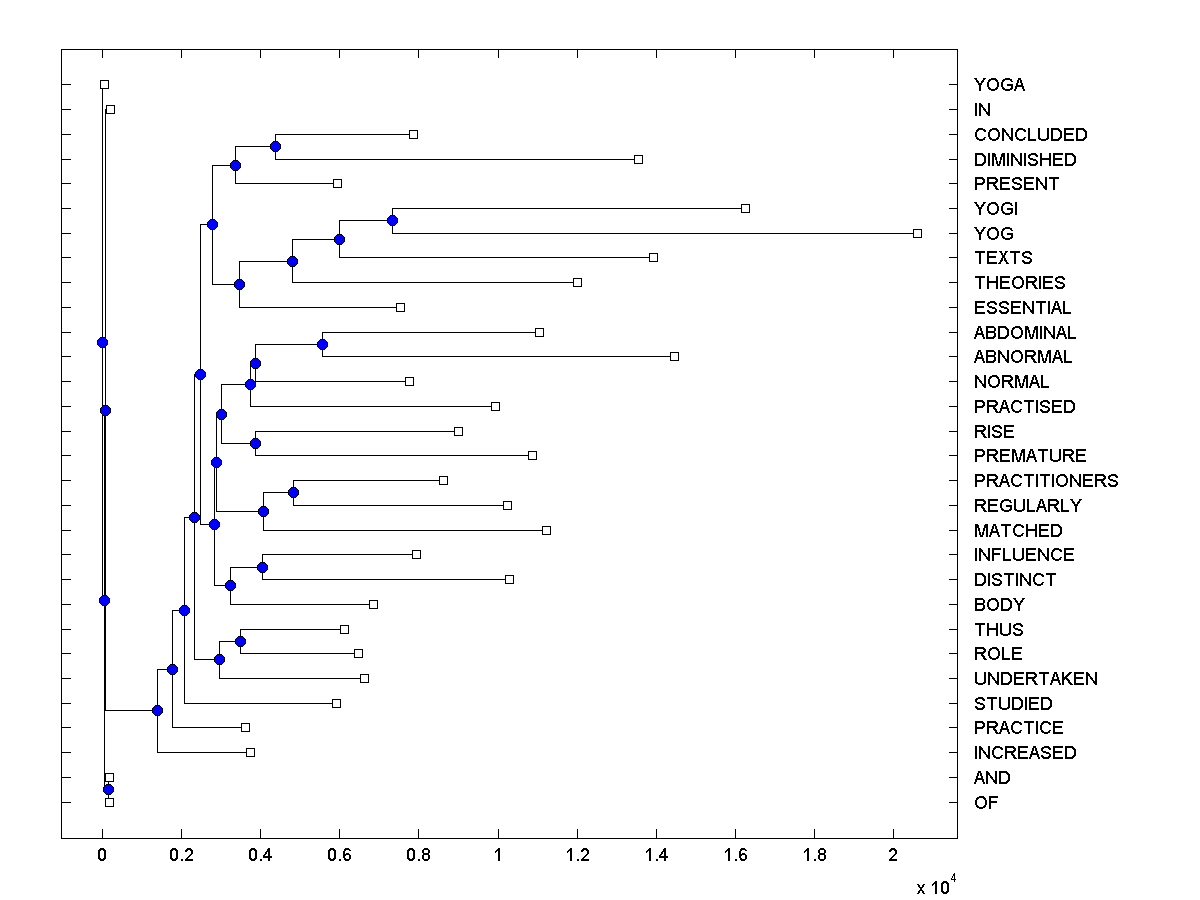 YOGA
IN
CONCLUDED
DIMINISHED
PRESENT
YOGI
YOG
TEXTS
THEORIES
ESSENTIAL
ABDOMINAL
ABNORMAL
NORMAL
PRACTISED
RISE
PREMATURE
PRACTITIONERS
REGULARLY
MATCHED
INFLUENCE
DISTINCT
BODY
THUS
ROLE
UNDERTAKEN
STUDIED
PRACTICE
INCREASED
AND
OF
0 0.2 0.4 0.6 0.8 1 1.2 1.4 1.6 1.8 2
x 10^4